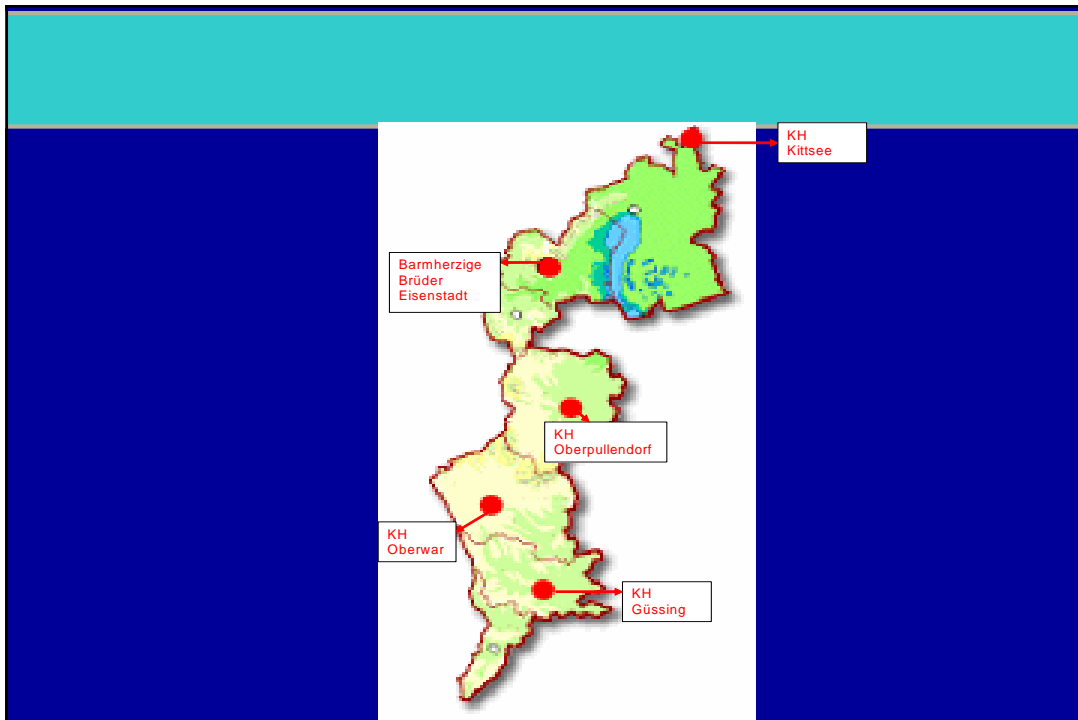 KH
Kittsee
Barmherzige
Brüder
Eisenstadt
KH
Oberpullendorf
KH
Oberwar
KH
Güssing